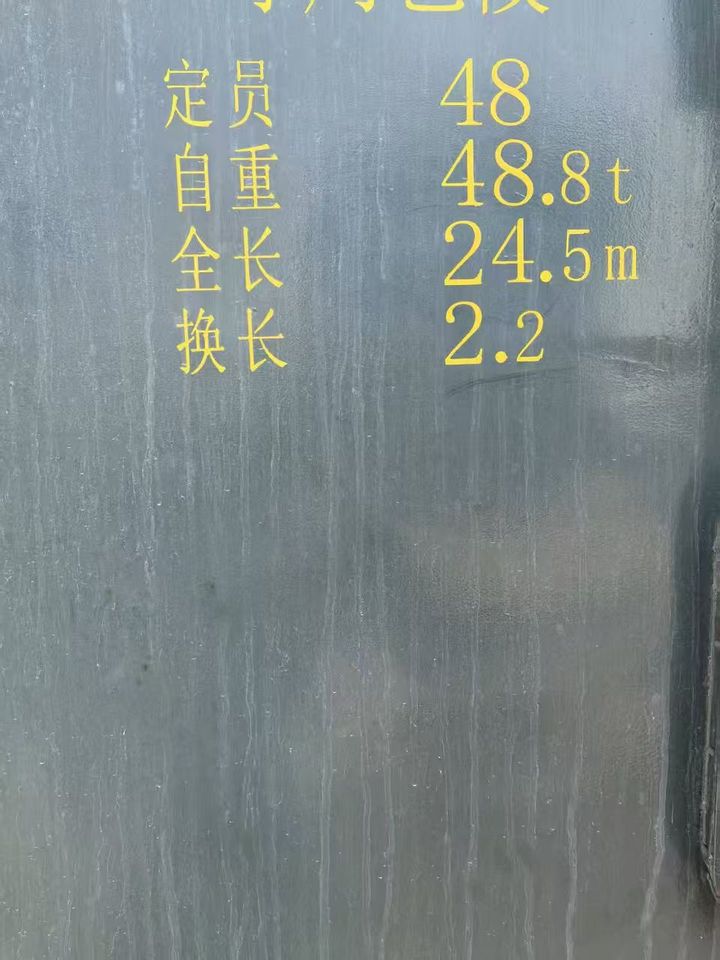 定员 48
自重 48.8t
全长 24.5m
换长 2.2